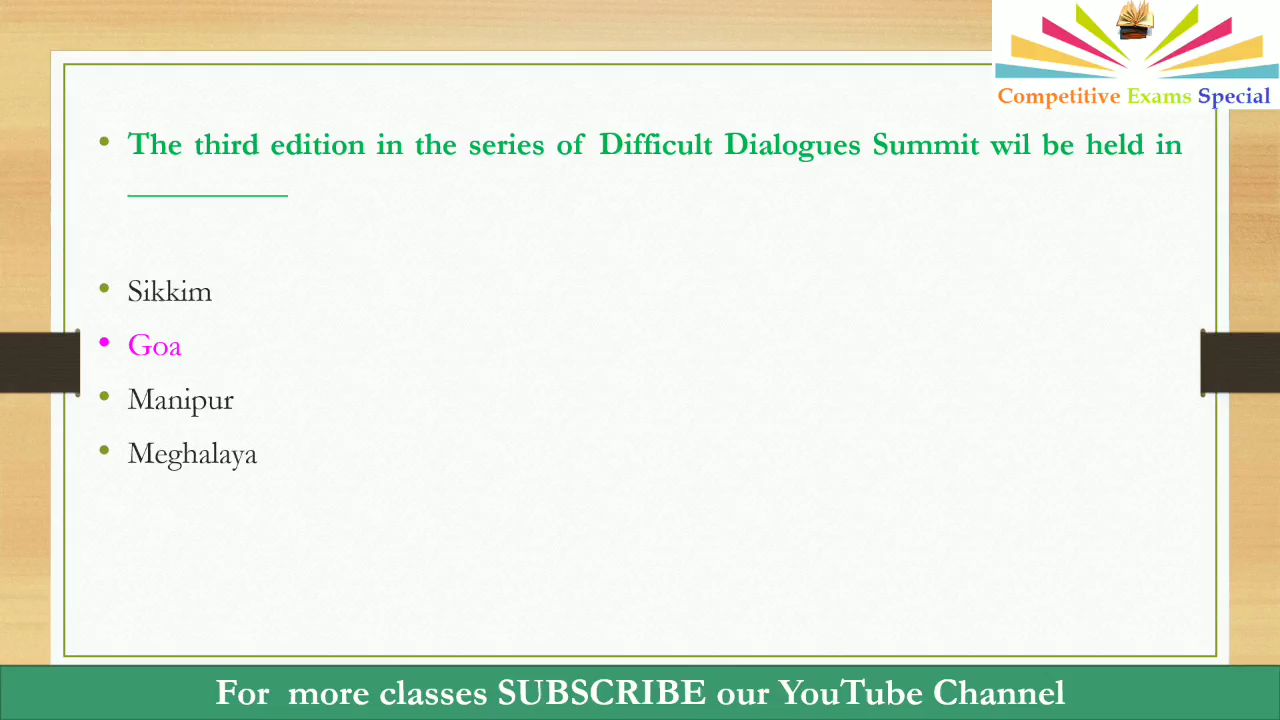 Competitive Exams Special
• The third edition in the series of Difficult Dialogues Summit wil be held in
__________
• Sikkim
• Goa
• Manipur
• Meghalaya
For more classes SUBSCRIBE our YouTube Channel